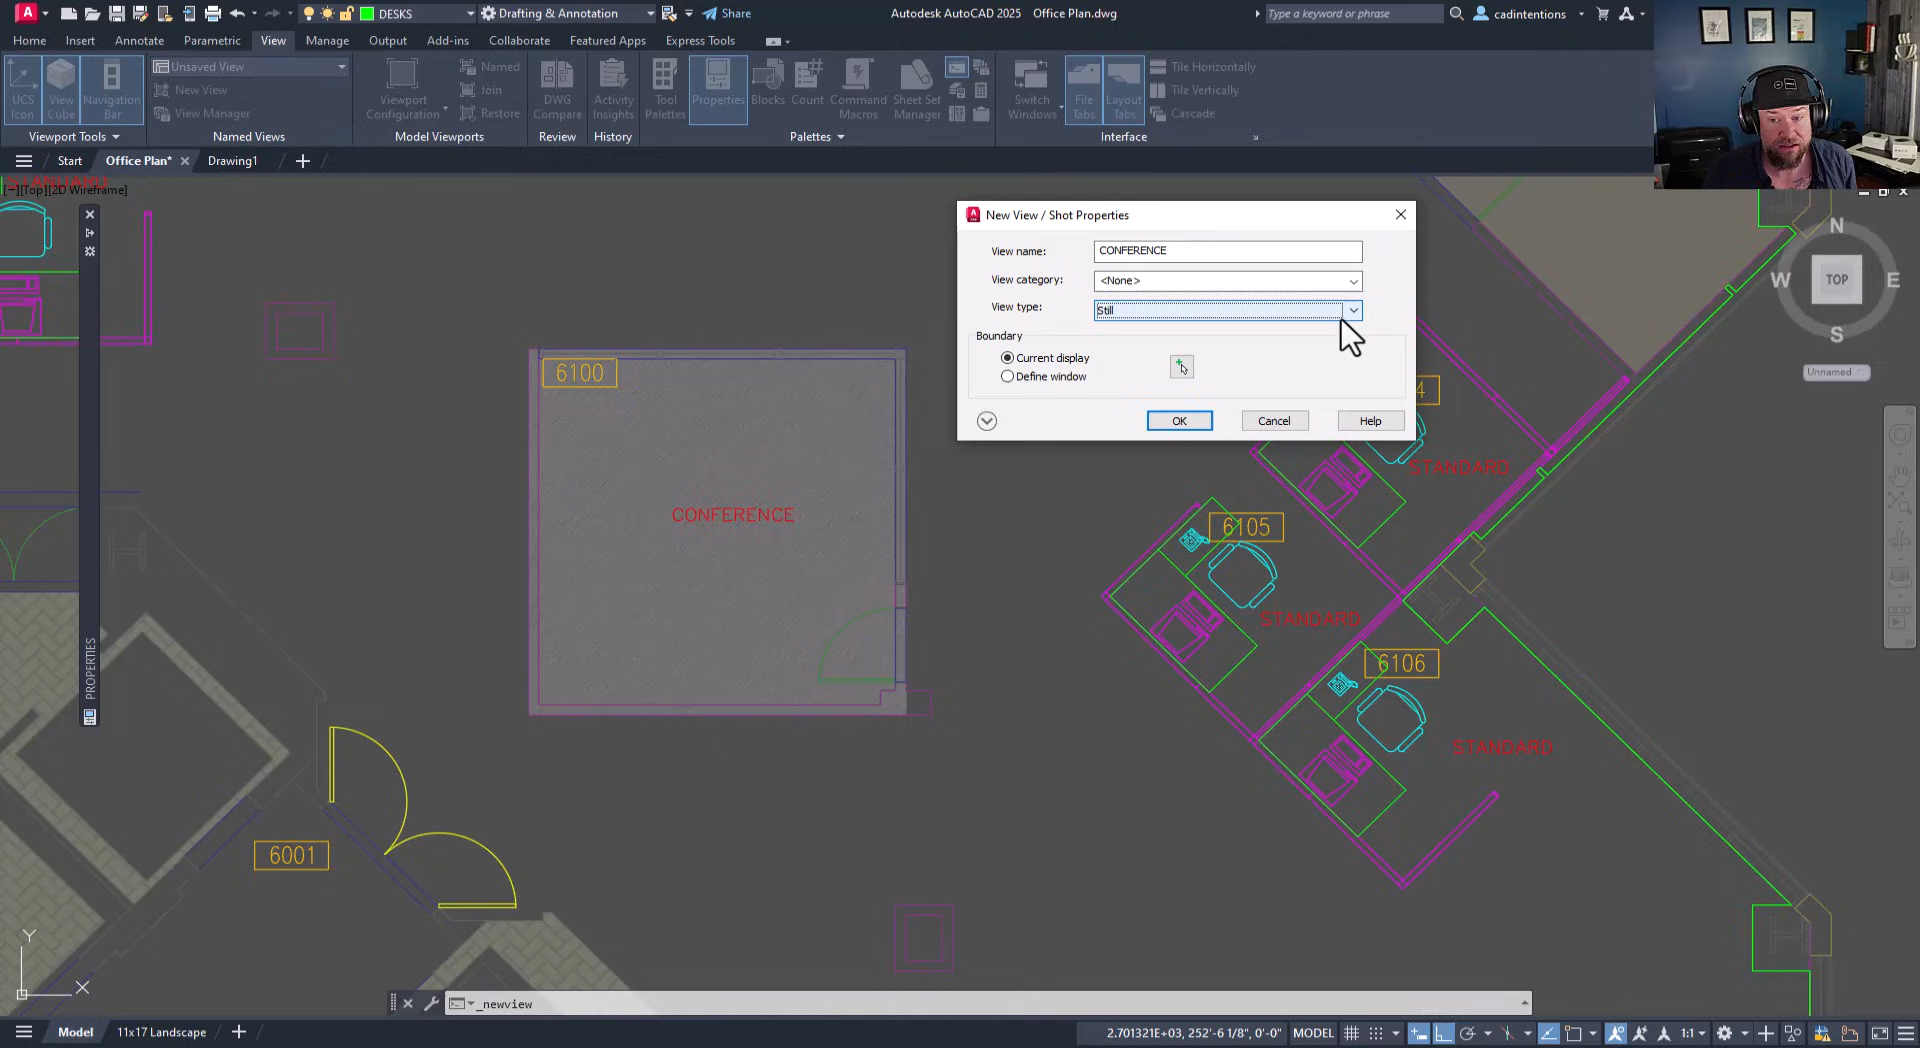 DESKS
Drafting & Annotation
Share
Autodesk AutoCAD 2025 Office Plan.dwg
Type a keyword or phrase
cadintentions
Home Insert Annotate Parametric View Manage Output Add-ins Collaborate Featured Apps Express Tools
UCS Icon
View Cube
Navigation Bar
Viewport Tools
Unsaved View
New View
View Manager
Named Views
Viewport Configuration
Named
Join
Restore
Model Viewports
DWG Compare
Review
Activity Insights
History
Tool Palettes
Properties
Blocks
Count
Command Macros
Sheet Set Manager
Palettes
Switch Windows
File Tabs
Layout Tabs
Tile Horizontally
Tile Vertically
Cascade
Interface
Start
Office Plan*
Drawing1
STANDARD
[−][Top][2D Wireframe]
PROPERTIES
New View / Shot Properties
View name: CONFERENCE
View category: <None>
View type: Still
Boundary
Current display
Define window
OK
Cancel
Help
N
W
TOP
E
S
Unnamed
6100
CONFERENCE
4
STANDARD
6105
STANDARD
6106
STANDARD
6001
Y
X
_newview
Model
11x17 Landscape
2.701321E+03, 252'-6 1/8", 0'-0"
MODEL
1:1